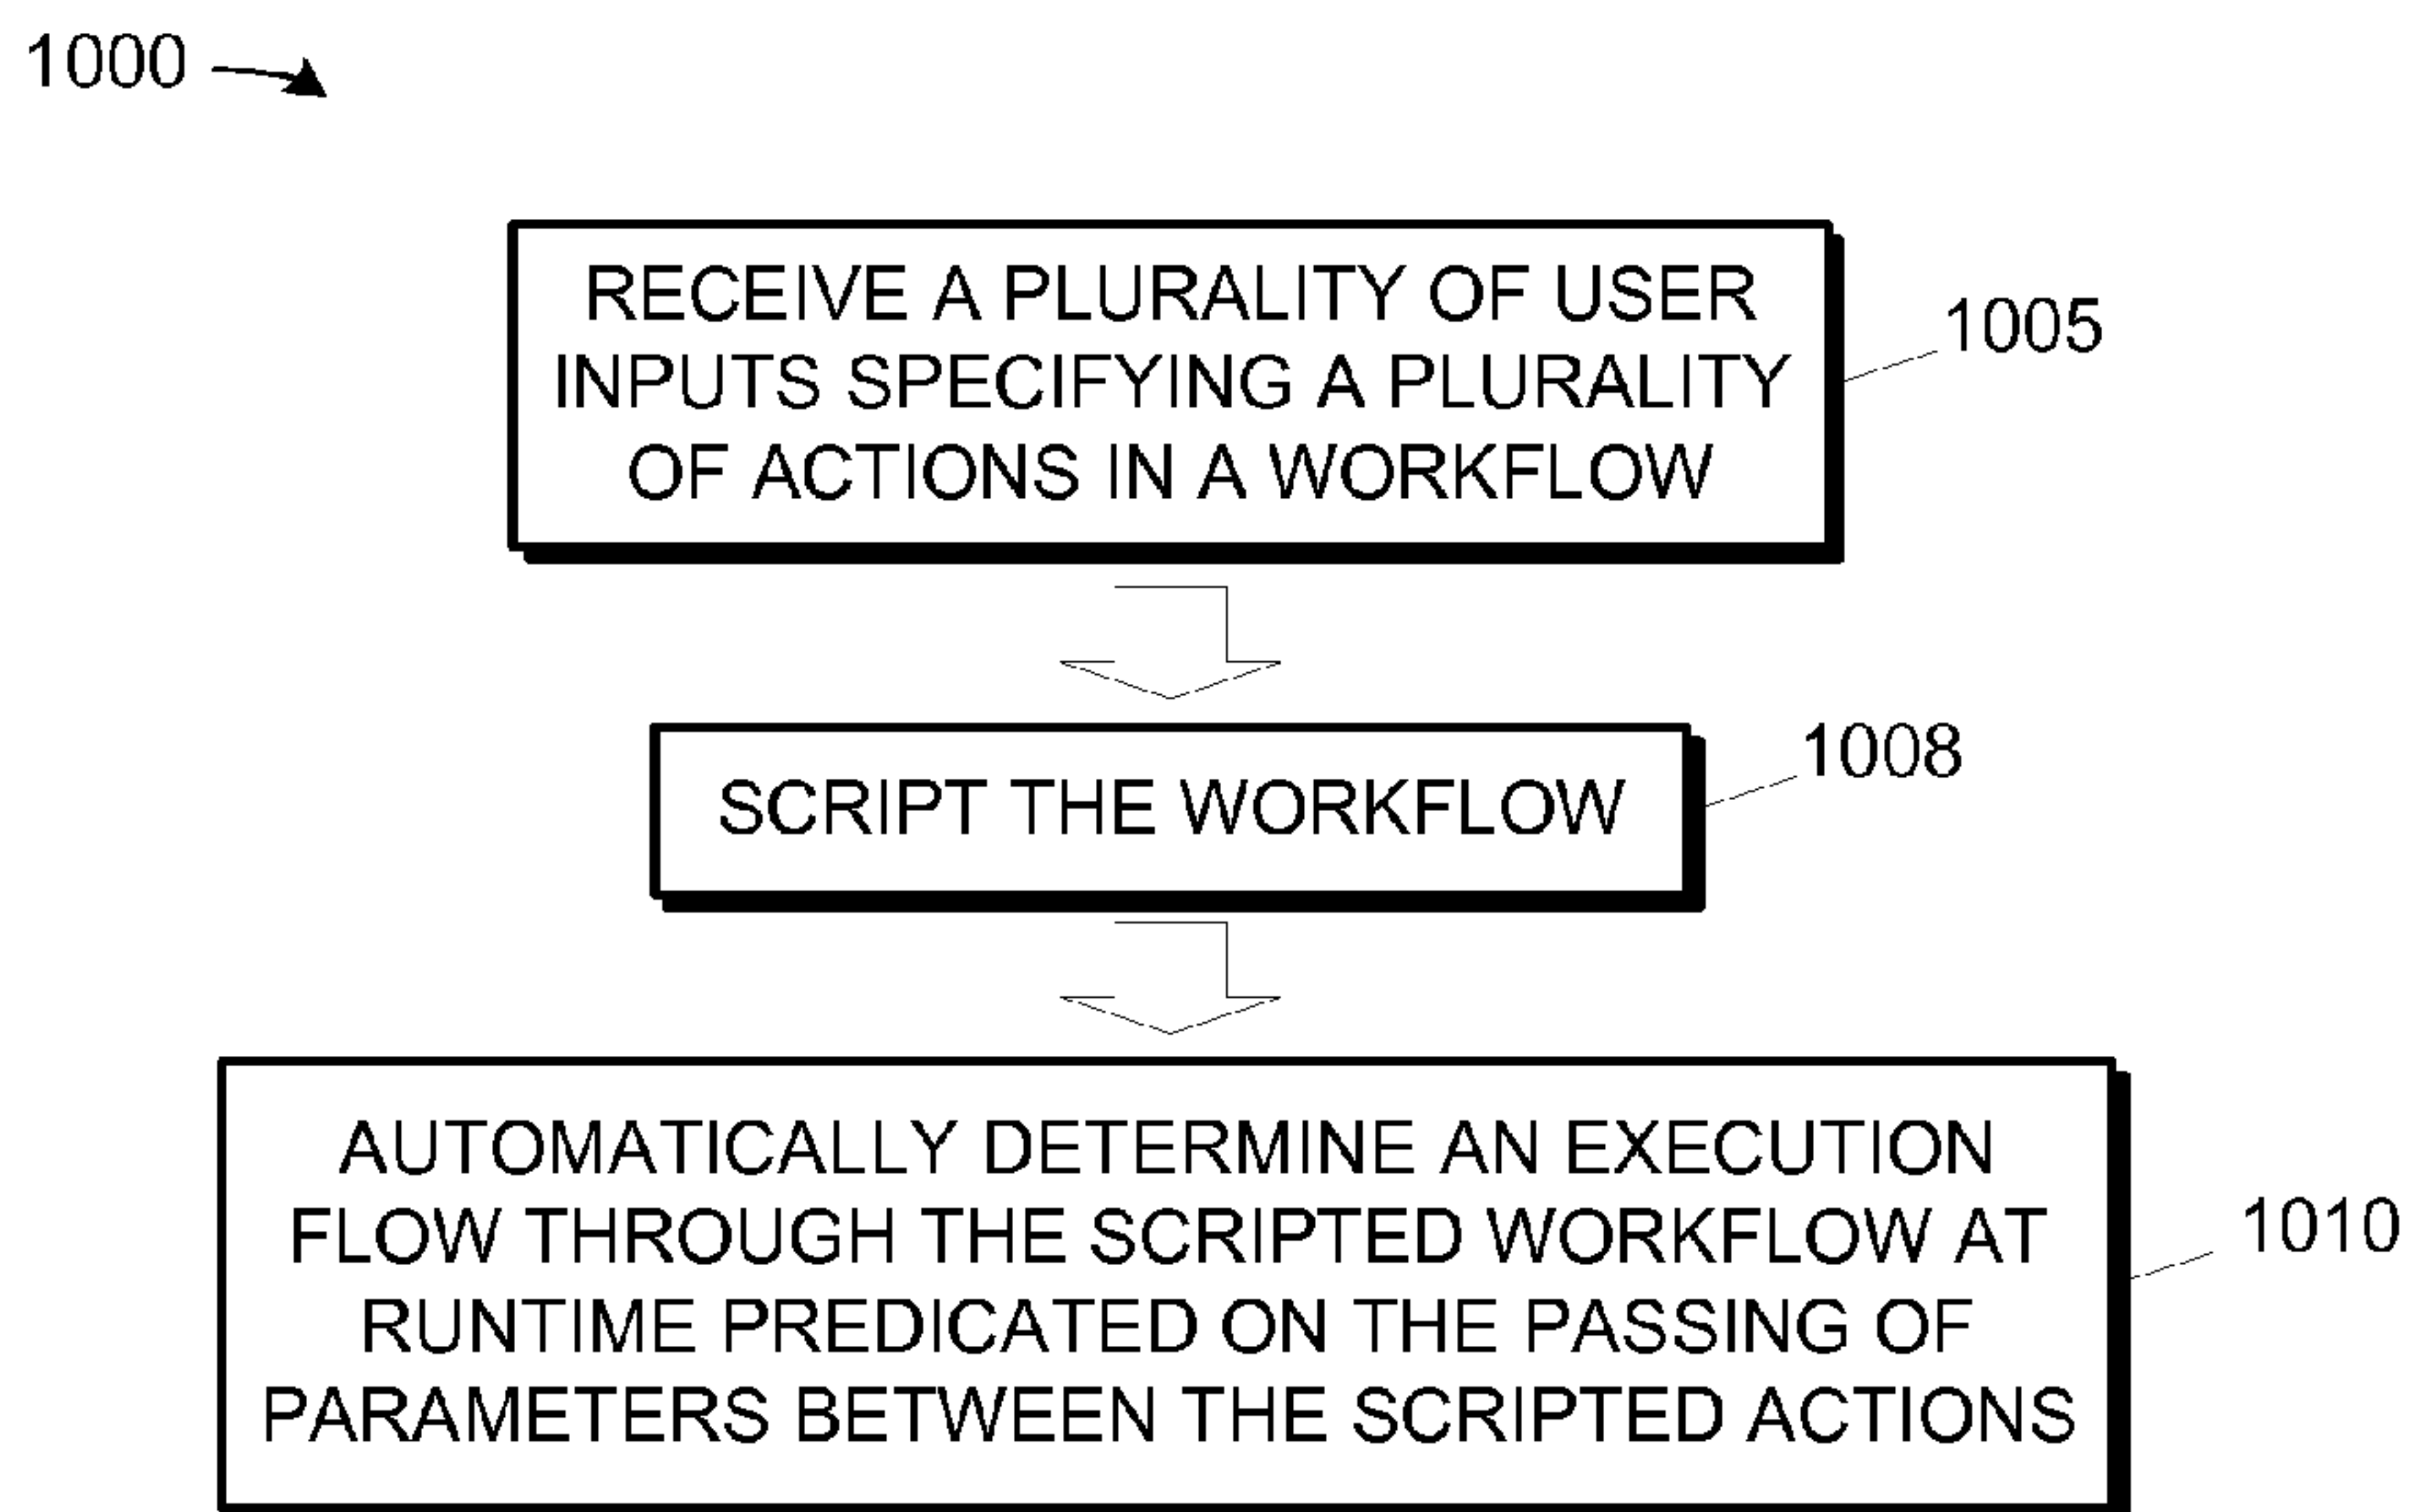 1000
RECEIVE A PLURALITY OF USER
INPUTS SPECIFYING A PLURALITY
OF ACTIONS IN A WORKFLOW
1005
SCRIPT THE WORKFLOW
1008
AUTOMATICALLY DETERMINE AN EXECUTION
FLOW THROUGH THE SCRIPTED WORKFLOW AT
RUNTIME PREDICATED ON THE PASSING OF
PARAMETERS BETWEEN THE SCRIPTED ACTIONS
1010